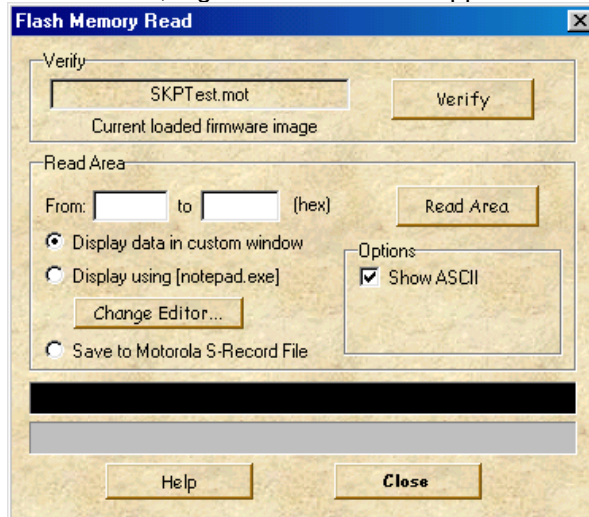 Flash Memory Read
Verify
SKPTest.mot
Verify
Current loaded firmware image
Read Area
From: to (hex)
Read Area
Display data in custom window
Options
Display using [notepad.exe]
Show ASCII
Change Editor...
Save to Motorola S-Record File
Help
Close